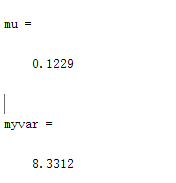 mu =
0.1229
myvar =
8.3312